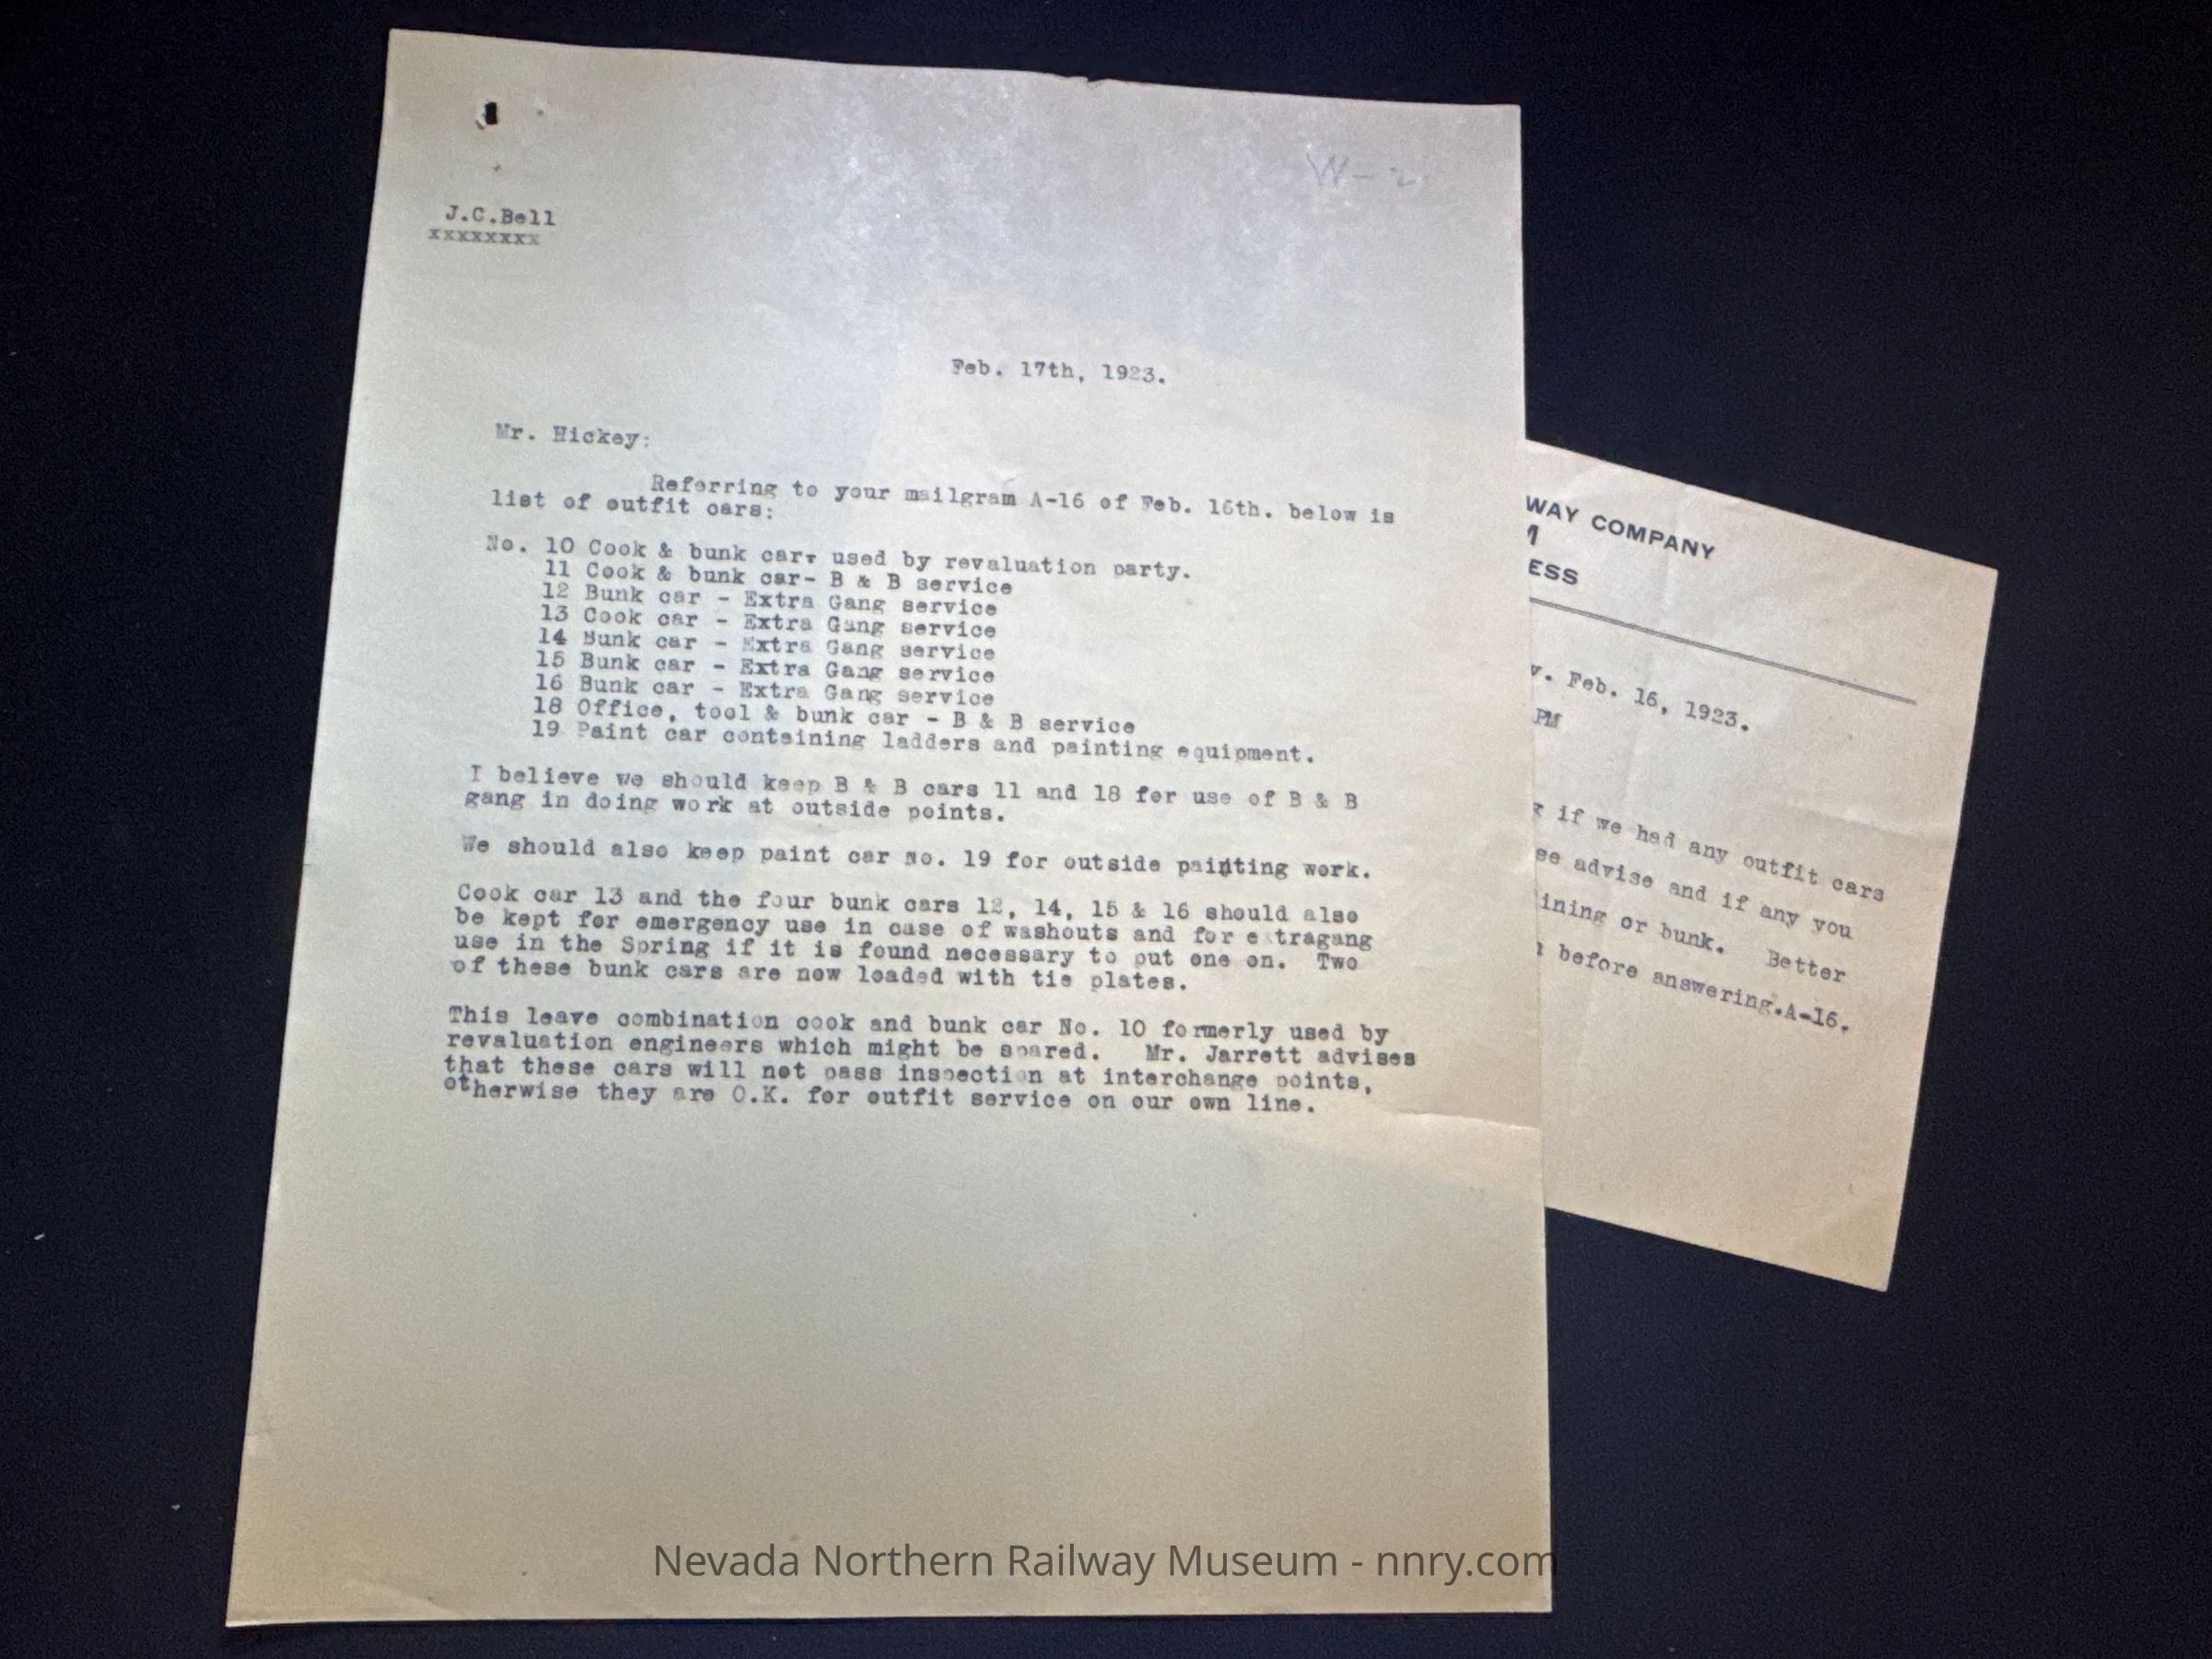 W-2
J.C.Bell
xxxxxxxx
Feb. 17th, 1923.
Mr. Hickey:
Referring to your mailgram A-16 of Feb. 16th. below is
list of outfit cars:
No. 10 Cook & bunk car- used by revaluation party.
11 Cook & bunk car- B & B service
12 Bunk car - Extra Gang service
13 Cook car - Extra Gang service
14 Bunk car - Extra Gang service
15 Bunk car - Extra Gang service
16 Bunk car - Extra Gang service
18 Office, tool & bunk car - B & B service
19 Paint car containing ladders and painting equipment.
I believe we should keep B & B cars 11 and 18 for use of B & B
gang in doing work at outside points.
We should also keep paint car No. 19 for outside painting work.
Cook car 13 and the four bunk cars 12, 14, 15 & 16 should also
be kept for emergency use in case of washouts and for e tragang
use in the Spring if it is found necessary to put one on. Two
of these bunk cars are now loaded with tie plates.
This leave combination cook and bunk car No. 10 formerly used by
revaluation engineers which might be spared. Mr. Jarrett advises
that these cars will not pass inspection at interchange points,
otherwise they are O.K. for outfit service on our own line.
WAY COMPANY
ESS
v. Feb. 16, 1923.
PM
if we had any outfit cars
se advise and if any you
ining or bunk. Better
before answering.A-16.
Nevada Northern Railway Museum - nnry.com